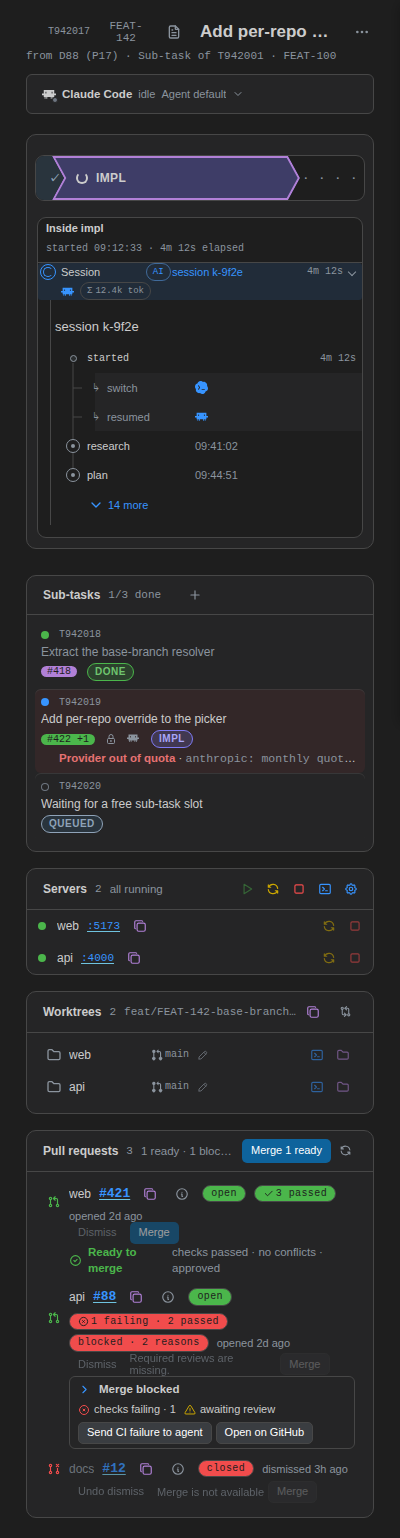 T942017 FEAT-142 Add per-repo …
from D88 (P17) · Sub-task of T942001 · FEAT-100
Claude Code idle Agent default
IMPL
Inside impl
started 09:12:33 · 4m 12s elapsed
Session AI session k-9f2e 4m 12s
Σ 12.4k tok
session k-9f2e
started 4m 12s
↳ switch
↳ resumed
research 09:41:02
plan 09:44:51
14 more
Sub-tasks 1/3 done
T942018
Extract the base-branch resolver
#418 DONE
T942019
Add per-repo override to the picker
#422 +1 IMPL
Provider out of quota · anthropic: monthly quot…
T942020
Waiting for a free sub-task slot
QUEUED
Servers 2 all running
web :5173
api :4000
Worktrees 2 feat/FEAT-142-base-branch…
web main
api main
Pull requests 3 1 ready · 1 bloc… Merge 1 ready
web #421 open 3 passed
opened 2d ago
Dismiss Merge
Ready to merge checks passed · no conflicts · approved
api #88 open
1 failing · 2 passed
blocked · 2 reasons opened 2d ago
Dismiss Required reviews are missing. Merge
Merge blocked
checks failing · 1 awaiting review
Send CI failure to agent Open on GitHub
docs #12 closed dismissed 3h ago
Undo dismiss Merge is not available Merge